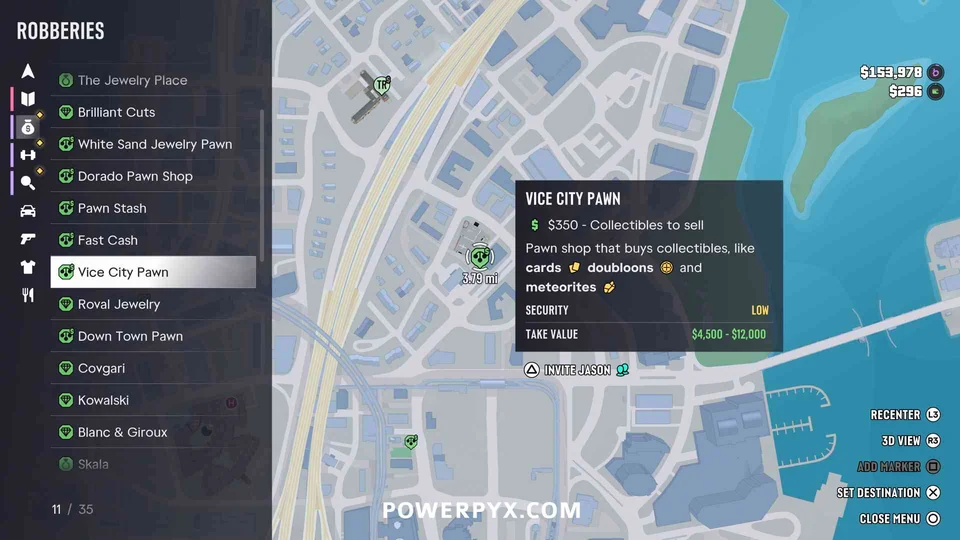 ROBBERIES
The Jewelry Place
Brilliant Cuts
White Sand Jewelry Pawn
Dorado Pawn Shop
Pawn Stash
Fast Cash
Vice City Pawn
Roval Jewelry
Down Town Pawn
Covgari
Kowalski
Blanc & Giroux
Skala
11 / 35
TR
3.79 mi
VICE CITY PAWN
$ $350 - Collectibles to sell
Pawn shop that buys collectibles, like
cards doubloons and
meteorites
SECURITY LOW
TAKE VALUE $4,500 - $12,000
INVITE JASON
$153,978
$296
RECENTER L3
3D VIEW R3
ADD MARKER
SET DESTINATION
CLOSE MENU
POWERPYX.COM